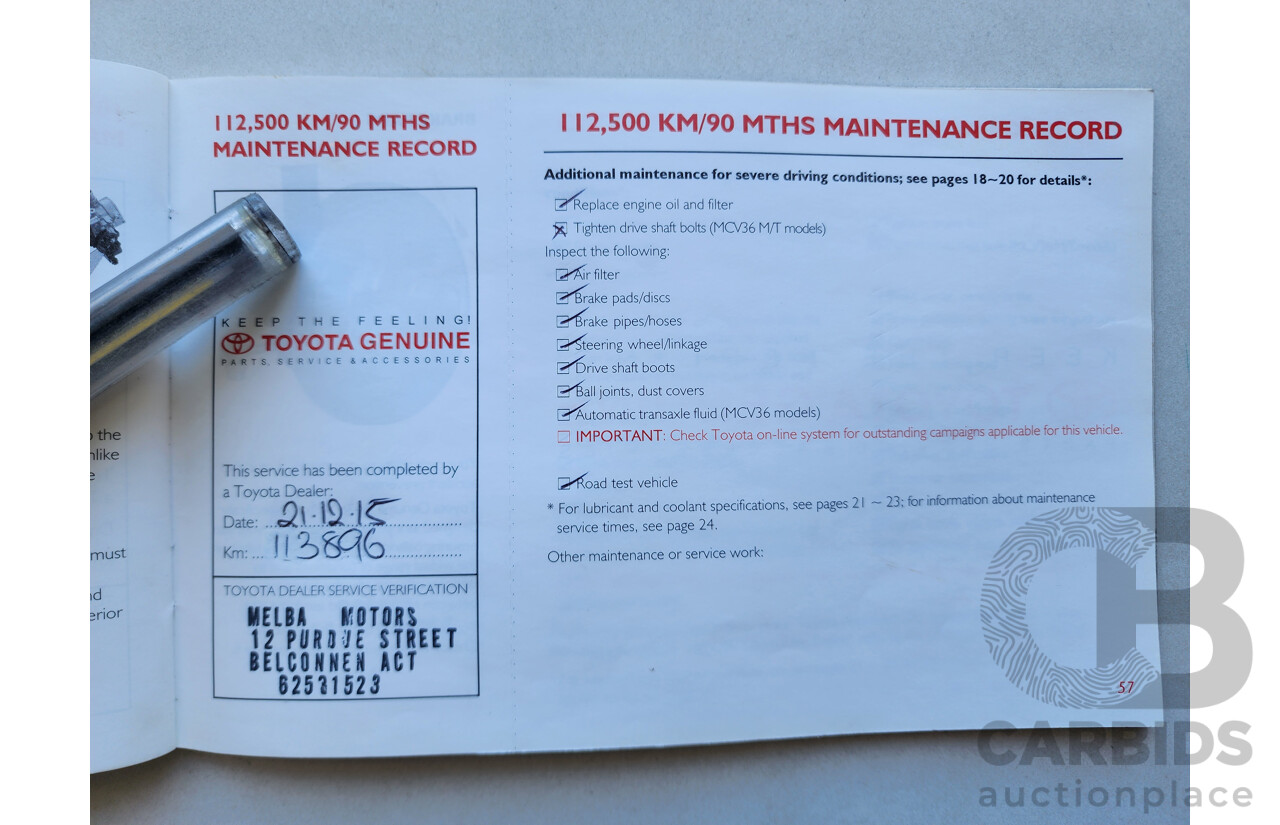 112,500 KM/90 MTHS
MAINTENANCE RECORD
KEEP THE FEELING!
TOYOTA GENUINE
PARTS, SERVICE & ACCESSORIES
This service has been completed by
a Toyota Dealer:
Date: 21.12.15
Km: 113896
TOYOTA DEALER SERVICE VERIFICATION
MELBA MOTORS
12 PURDUE STREET
BELCONNEN ACT
62531523
112,500 KM/90 MTHS MAINTENANCE RECORD
Additional maintenance for severe driving conditions; see pages 18~20 for details*:
Replace engine oil and filter
Tighten drive shaft bolts (MCV36 M/T models)
Inspect the following:
Air filter
Brake pads/discs
Brake pipes/hoses
Steering wheel/linkage
Drive shaft boots
Ball joints, dust covers
Automatic transaxle fluid (MCV36 models)
IMPORTANT: Check Toyota on-line system for outstanding campaigns applicable for this vehicle.
Road test vehicle
* For lubricant and coolant specifications, see pages 21 ~ 23; for information about maintenance
service times, see page 24.
Other maintenance or service work:
57
the
must
CARBIDS
auctionplace